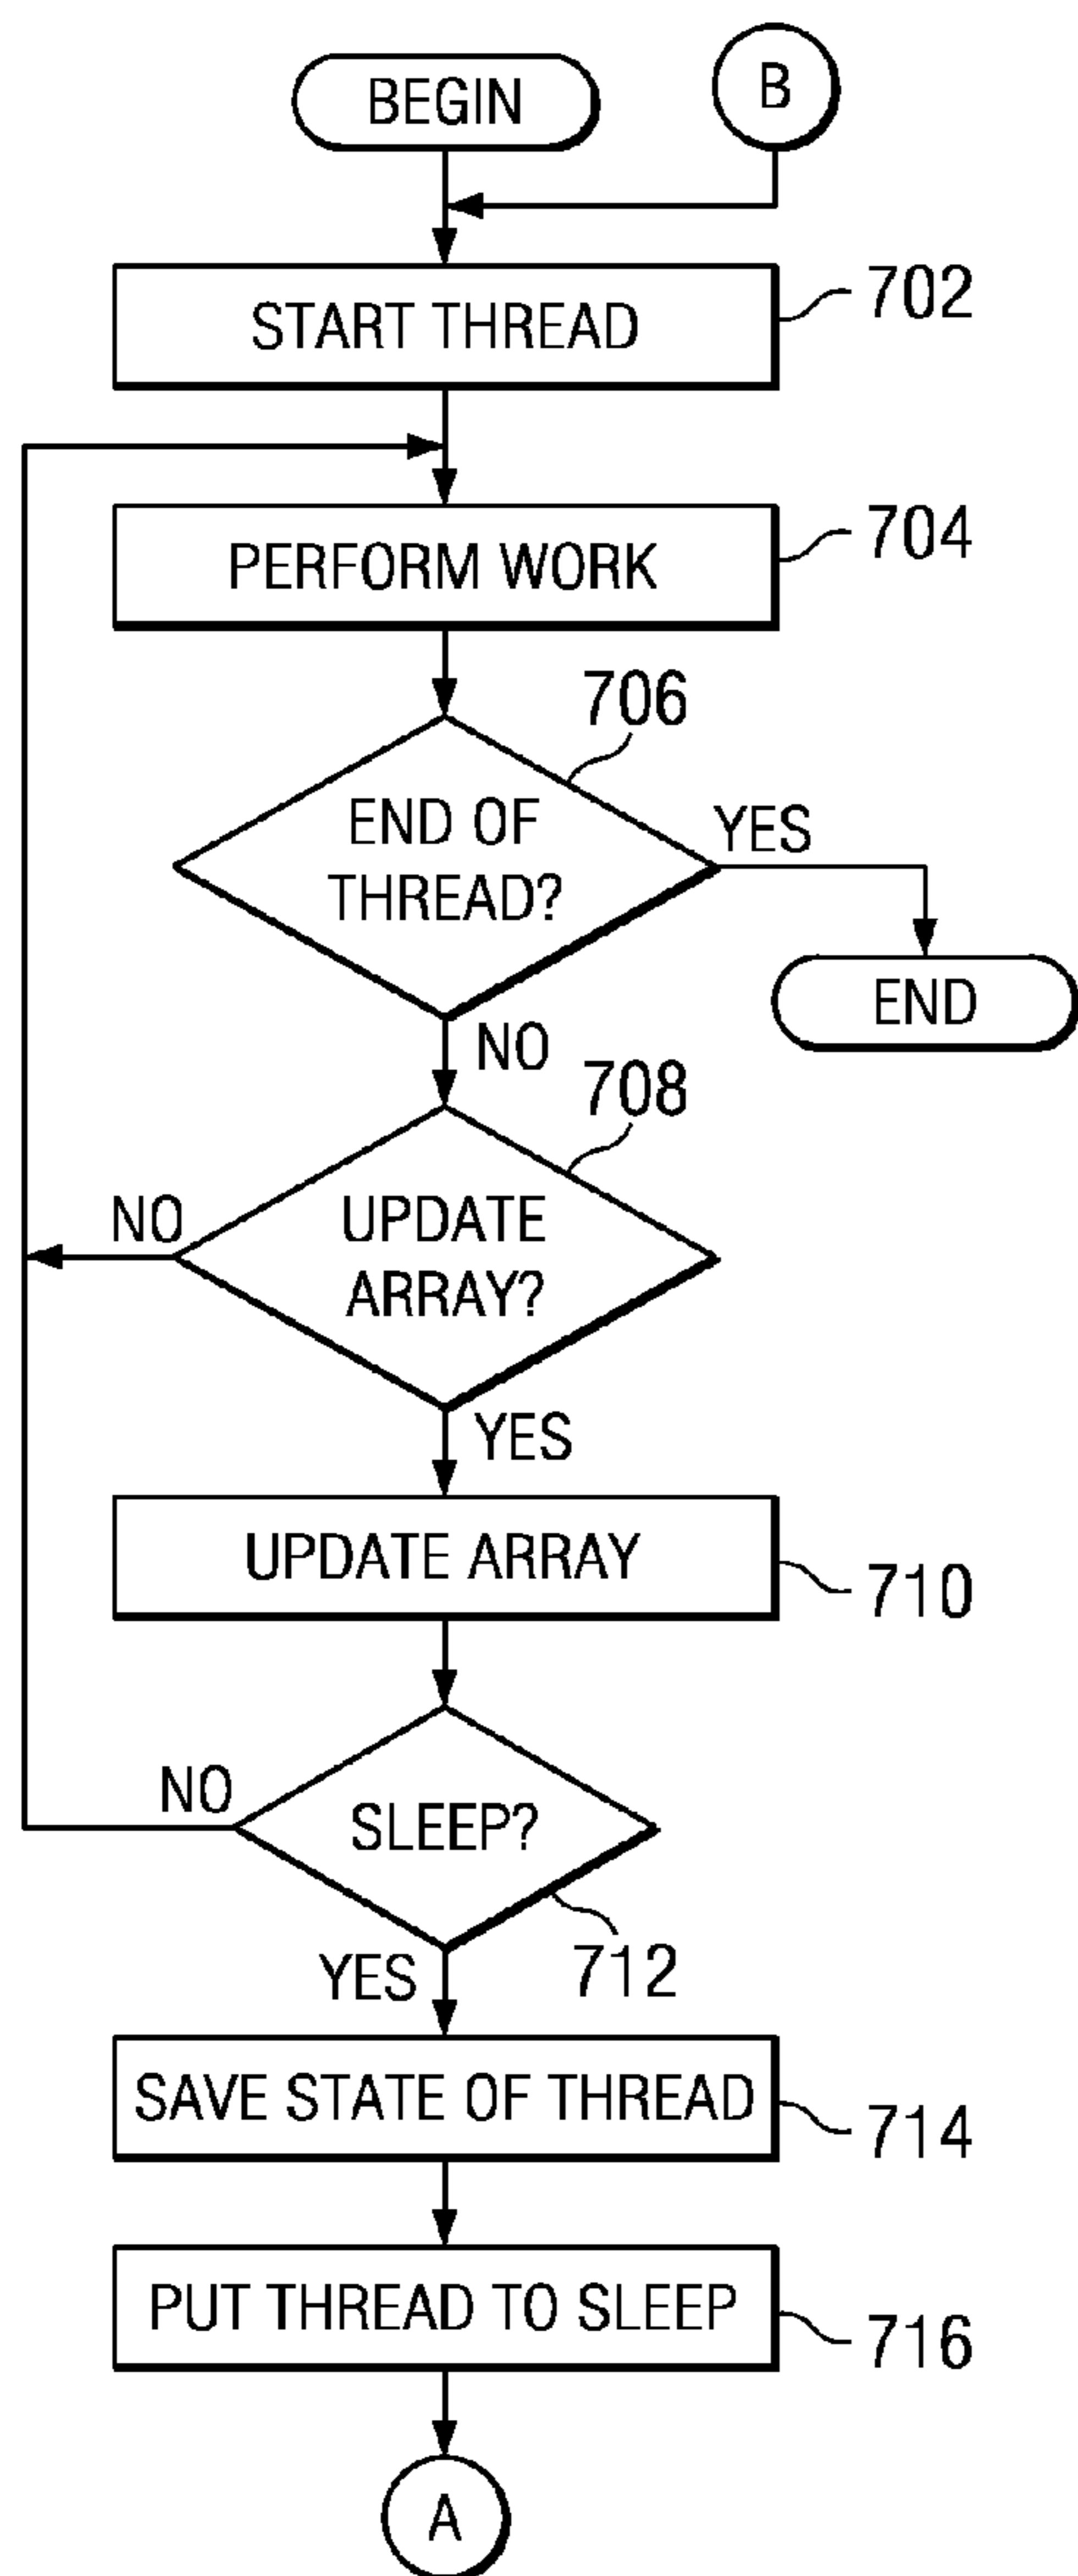 BEGIN
B
START THREAD
702
PERFORM WORK
704
706
END OF
THREAD?
YES
END
NO
708
NO
UPDATE
ARRAY?
YES
UPDATE ARRAY
710
NO
SLEEP?
712
YES
SAVE STATE OF THREAD
714
PUT THREAD TO SLEEP
716
A